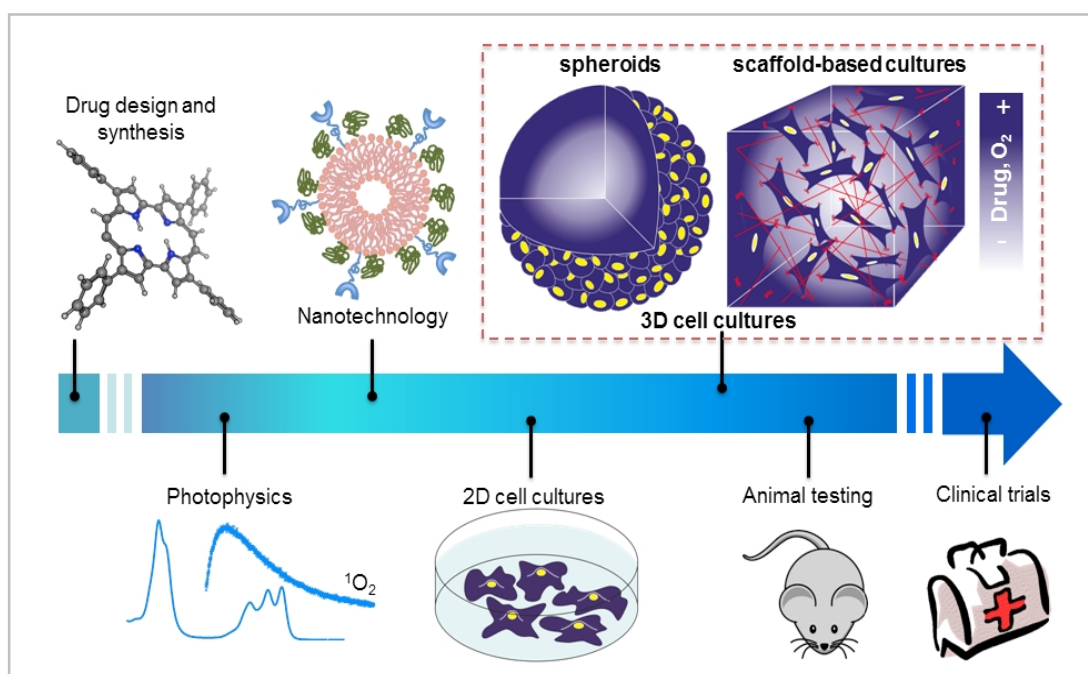 spheroids
scaffold-based cultures
Drug design and
synthesis
- Drug, O₂ +
Nanotechnology
3D cell cultures
Photophysics
2D cell cultures
Animal testing
Clinical trials
¹O₂